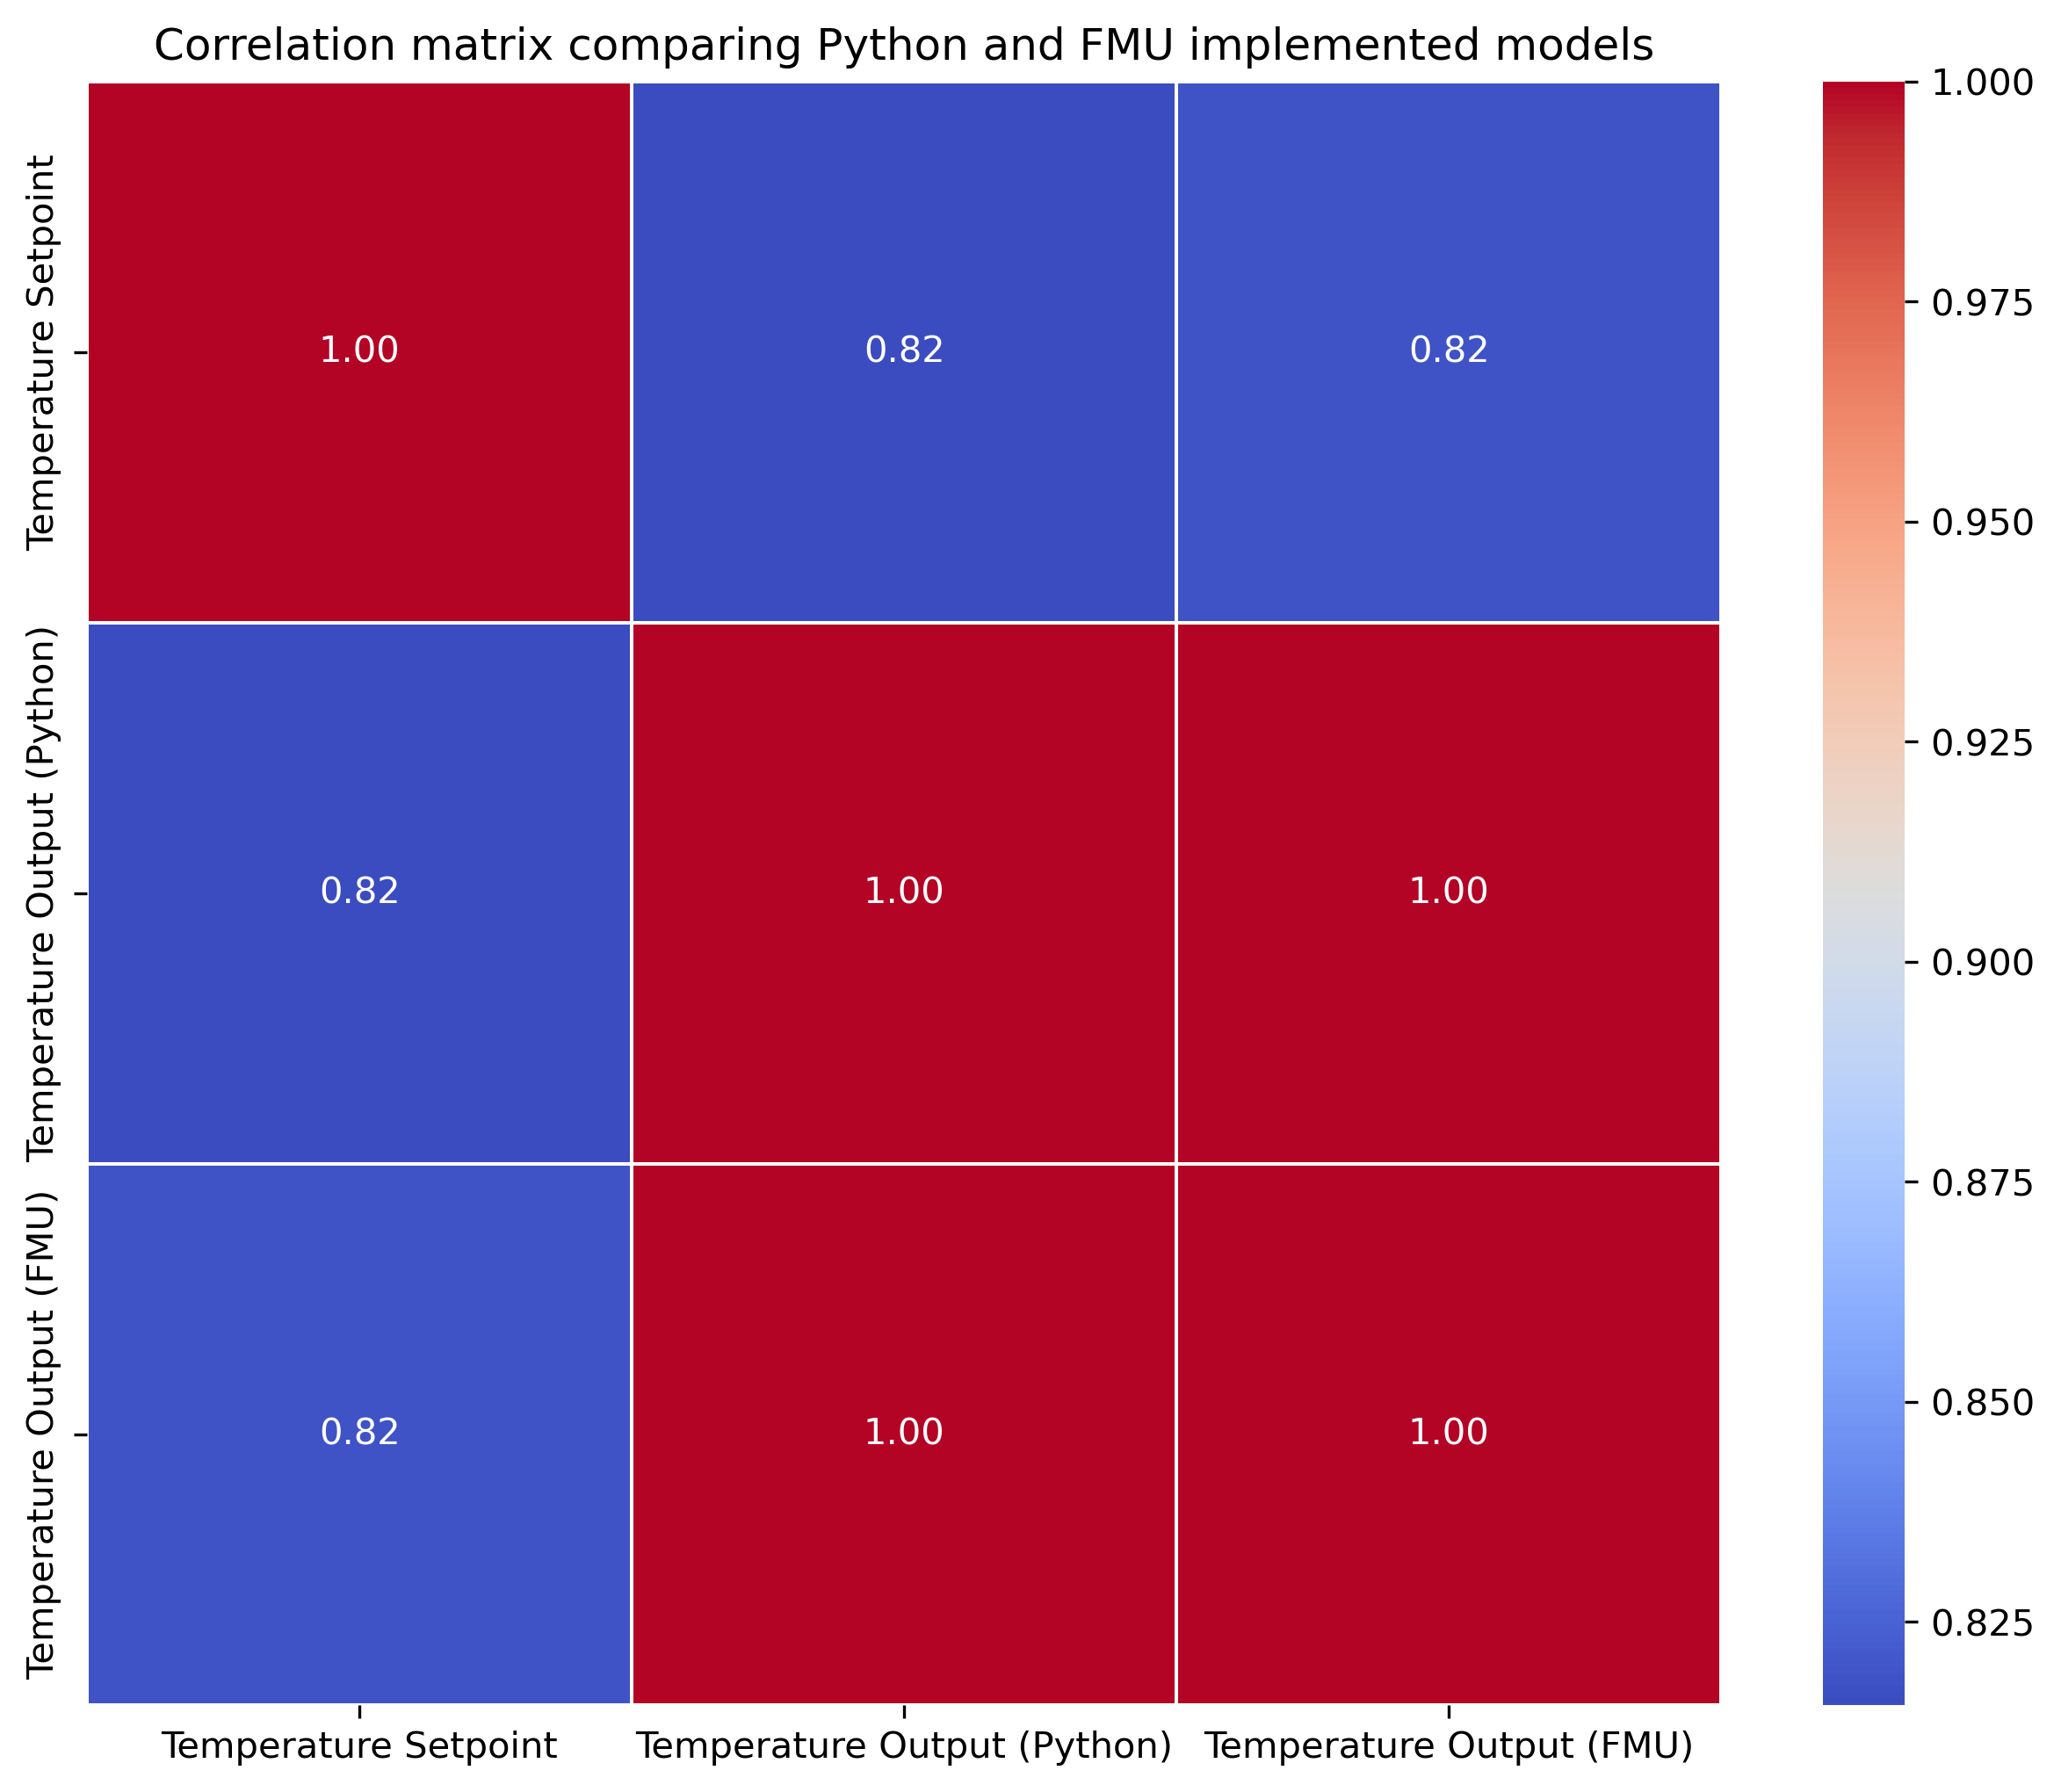 Correlation matrix comparing Python and FMU implemented models
Temperature Setpoint
1.00
0.82
0.82
Temperature Output (Python)
0.82
1.00
1.00
Temperature Output (FMU)
0.82
1.00
1.00
Temperature Setpoint
Temperature Output (Python)
Temperature Output (FMU)
1.000
0.975
0.950
0.925
0.900
0.875
0.850
0.825